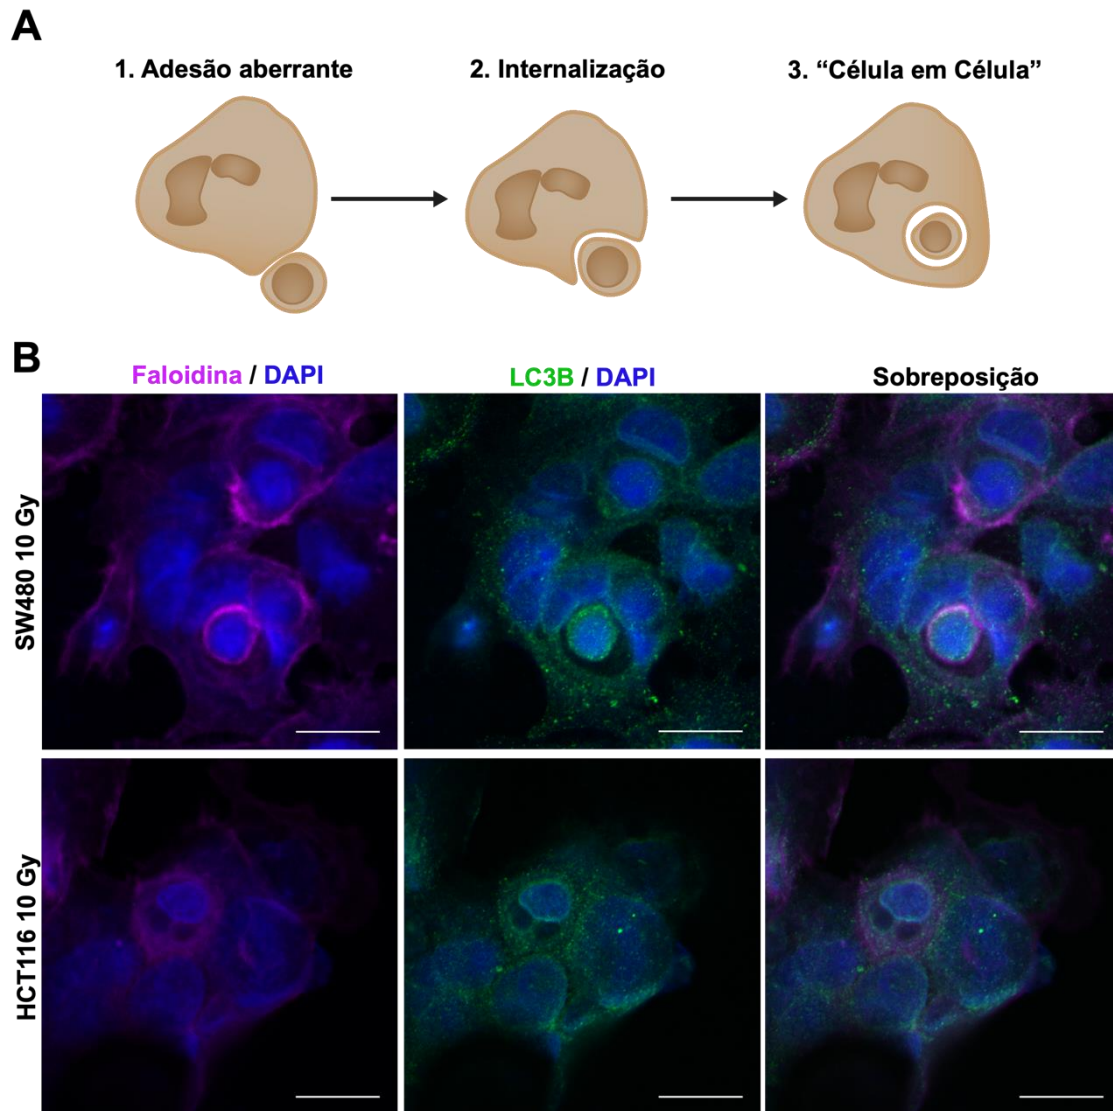 A
1. Adesão aberrante
2. Internalização
3. “Célula em Célula”
B
Faloidina / DAPI
LC3B / DAPI
Sobreposição
SW480 10 Gy
HCT116 10 Gy